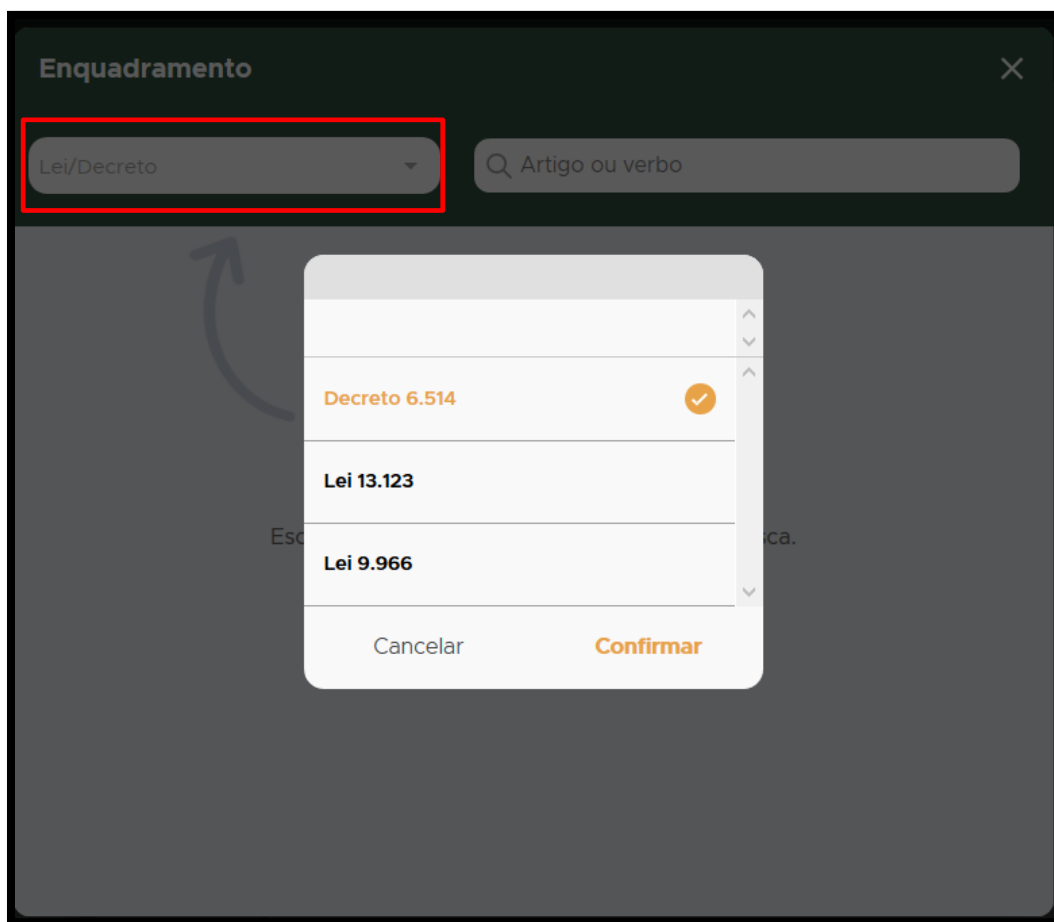 Enquadramento
Lei/Decreto
Artigo ou verbo
Decreto 6.514
Lei 13.123
Lei 9.966
Cancelar
Confirmar